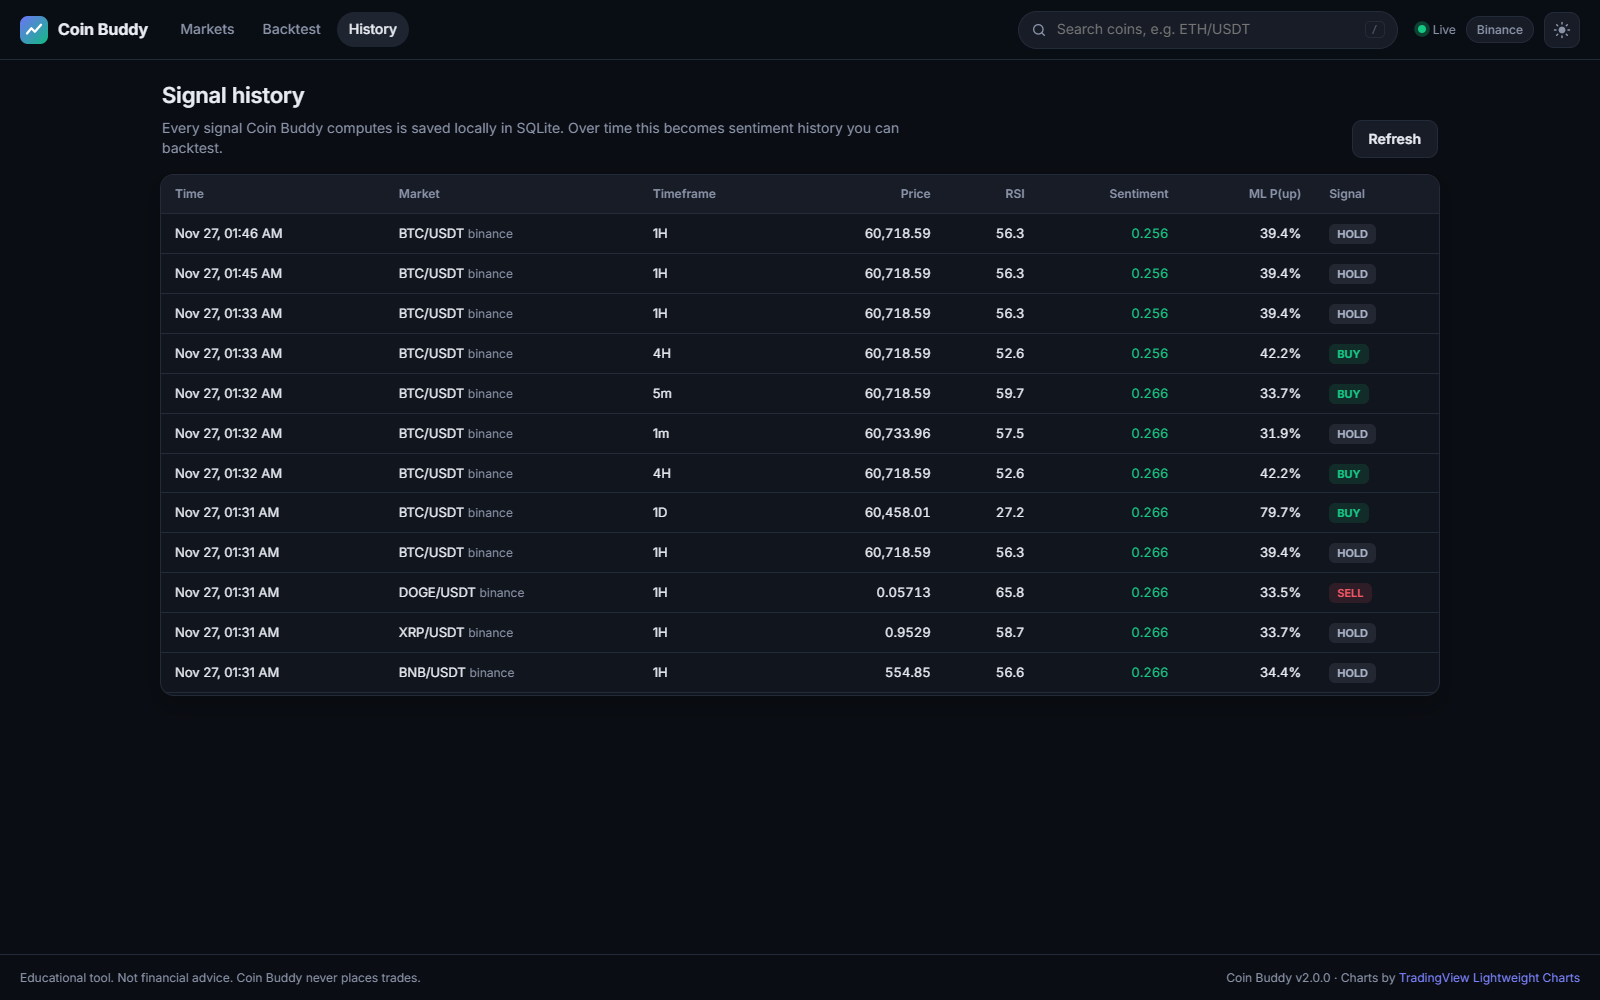 Coin Buddy Markets Backtest History Search coins, e.g. ETH/USDT / Live Binance
Signal history
Every signal Coin Buddy computes is saved locally in SQLite. Over time this becomes sentiment history you can
backtest.
Refresh
Time Market Timeframe Price RSI Sentiment ML P(up) Signal
Nov 27, 01:46 AM BTC/USDT binance 1H 60,718.59 56.3 0.256 39.4% HOLD
Nov 27, 01:45 AM BTC/USDT binance 1H 60,718.59 56.3 0.256 39.4% HOLD
Nov 27, 01:33 AM BTC/USDT binance 1H 60,718.59 56.3 0.256 39.4% HOLD
Nov 27, 01:33 AM BTC/USDT binance 4H 60,718.59 52.6 0.256 42.2% BUY
Nov 27, 01:32 AM BTC/USDT binance 5m 60,718.59 59.7 0.266 33.7% BUY
Nov 27, 01:32 AM BTC/USDT binance 1m 60,733.96 57.5 0.266 31.9% HOLD
Nov 27, 01:32 AM BTC/USDT binance 4H 60,718.59 52.6 0.266 42.2% BUY
Nov 27, 01:31 AM BTC/USDT binance 1D 60,458.01 27.2 0.266 79.7% BUY
Nov 27, 01:31 AM BTC/USDT binance 1H 60,718.59 56.3 0.266 39.4% HOLD
Nov 27, 01:31 AM DOGE/USDT binance 1H 0.05713 65.8 0.266 33.5% SELL
Nov 27, 01:31 AM XRP/USDT binance 1H 0.9529 58.7 0.266 33.7% HOLD
Nov 27, 01:31 AM BNB/USDT binance 1H 554.85 56.6 0.266 34.4% HOLD
Educational tool. Not financial advice. Coin Buddy never places trades. Coin Buddy v2.0.0 · Charts by TradingView Lightweight Charts